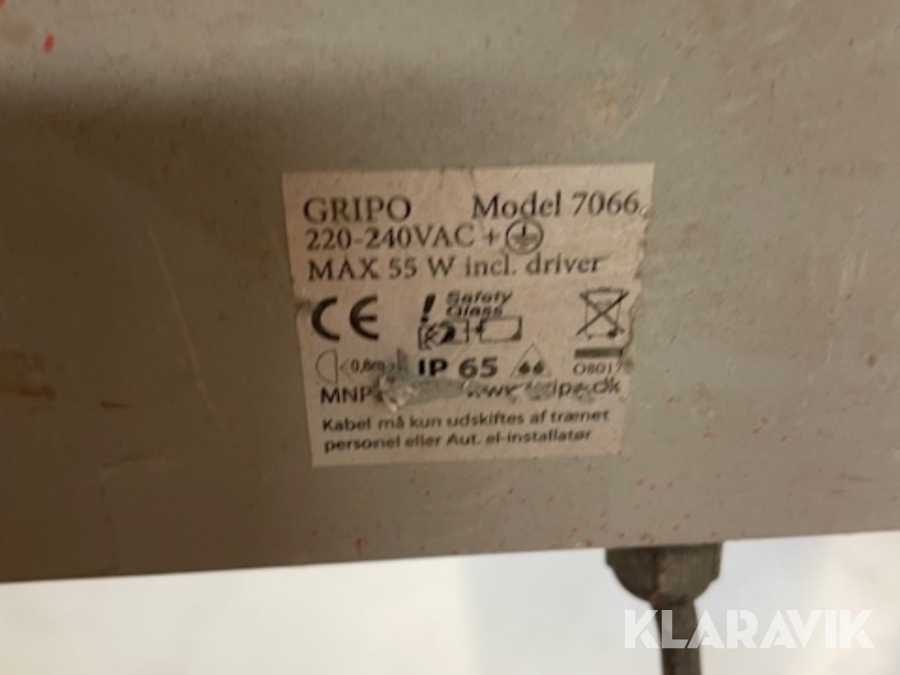 GRIPO Model 7066
220-240VAC +
MAX 55 W incl. driver
CE ! Safety
Glass
<0,8m IP 65
MNP
Kabel må kun udskiftes af trænet
personel eller Aut. el-installatør
KLARAVIK